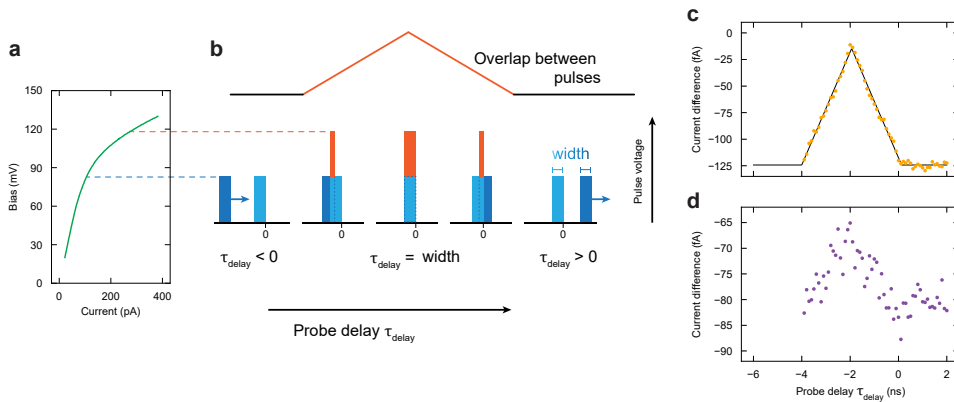 a
Bias (mV)
150
120
90
60
30
0
0
200
400
Current (pA)
b
Overlap between
pulses
width
Pulse voltage
0
0
0
0
0
τdelay < 0
τdelay = width
τdelay > 0
Probe delay τdelay
c
Current difference (fA)
0
−25
−50
−75
−100
−125
d
Current difference (fA)
−65
−70
−75
−80
−85
−90
−6
−4
−2
0
2
Probe delay τdelay (ns)